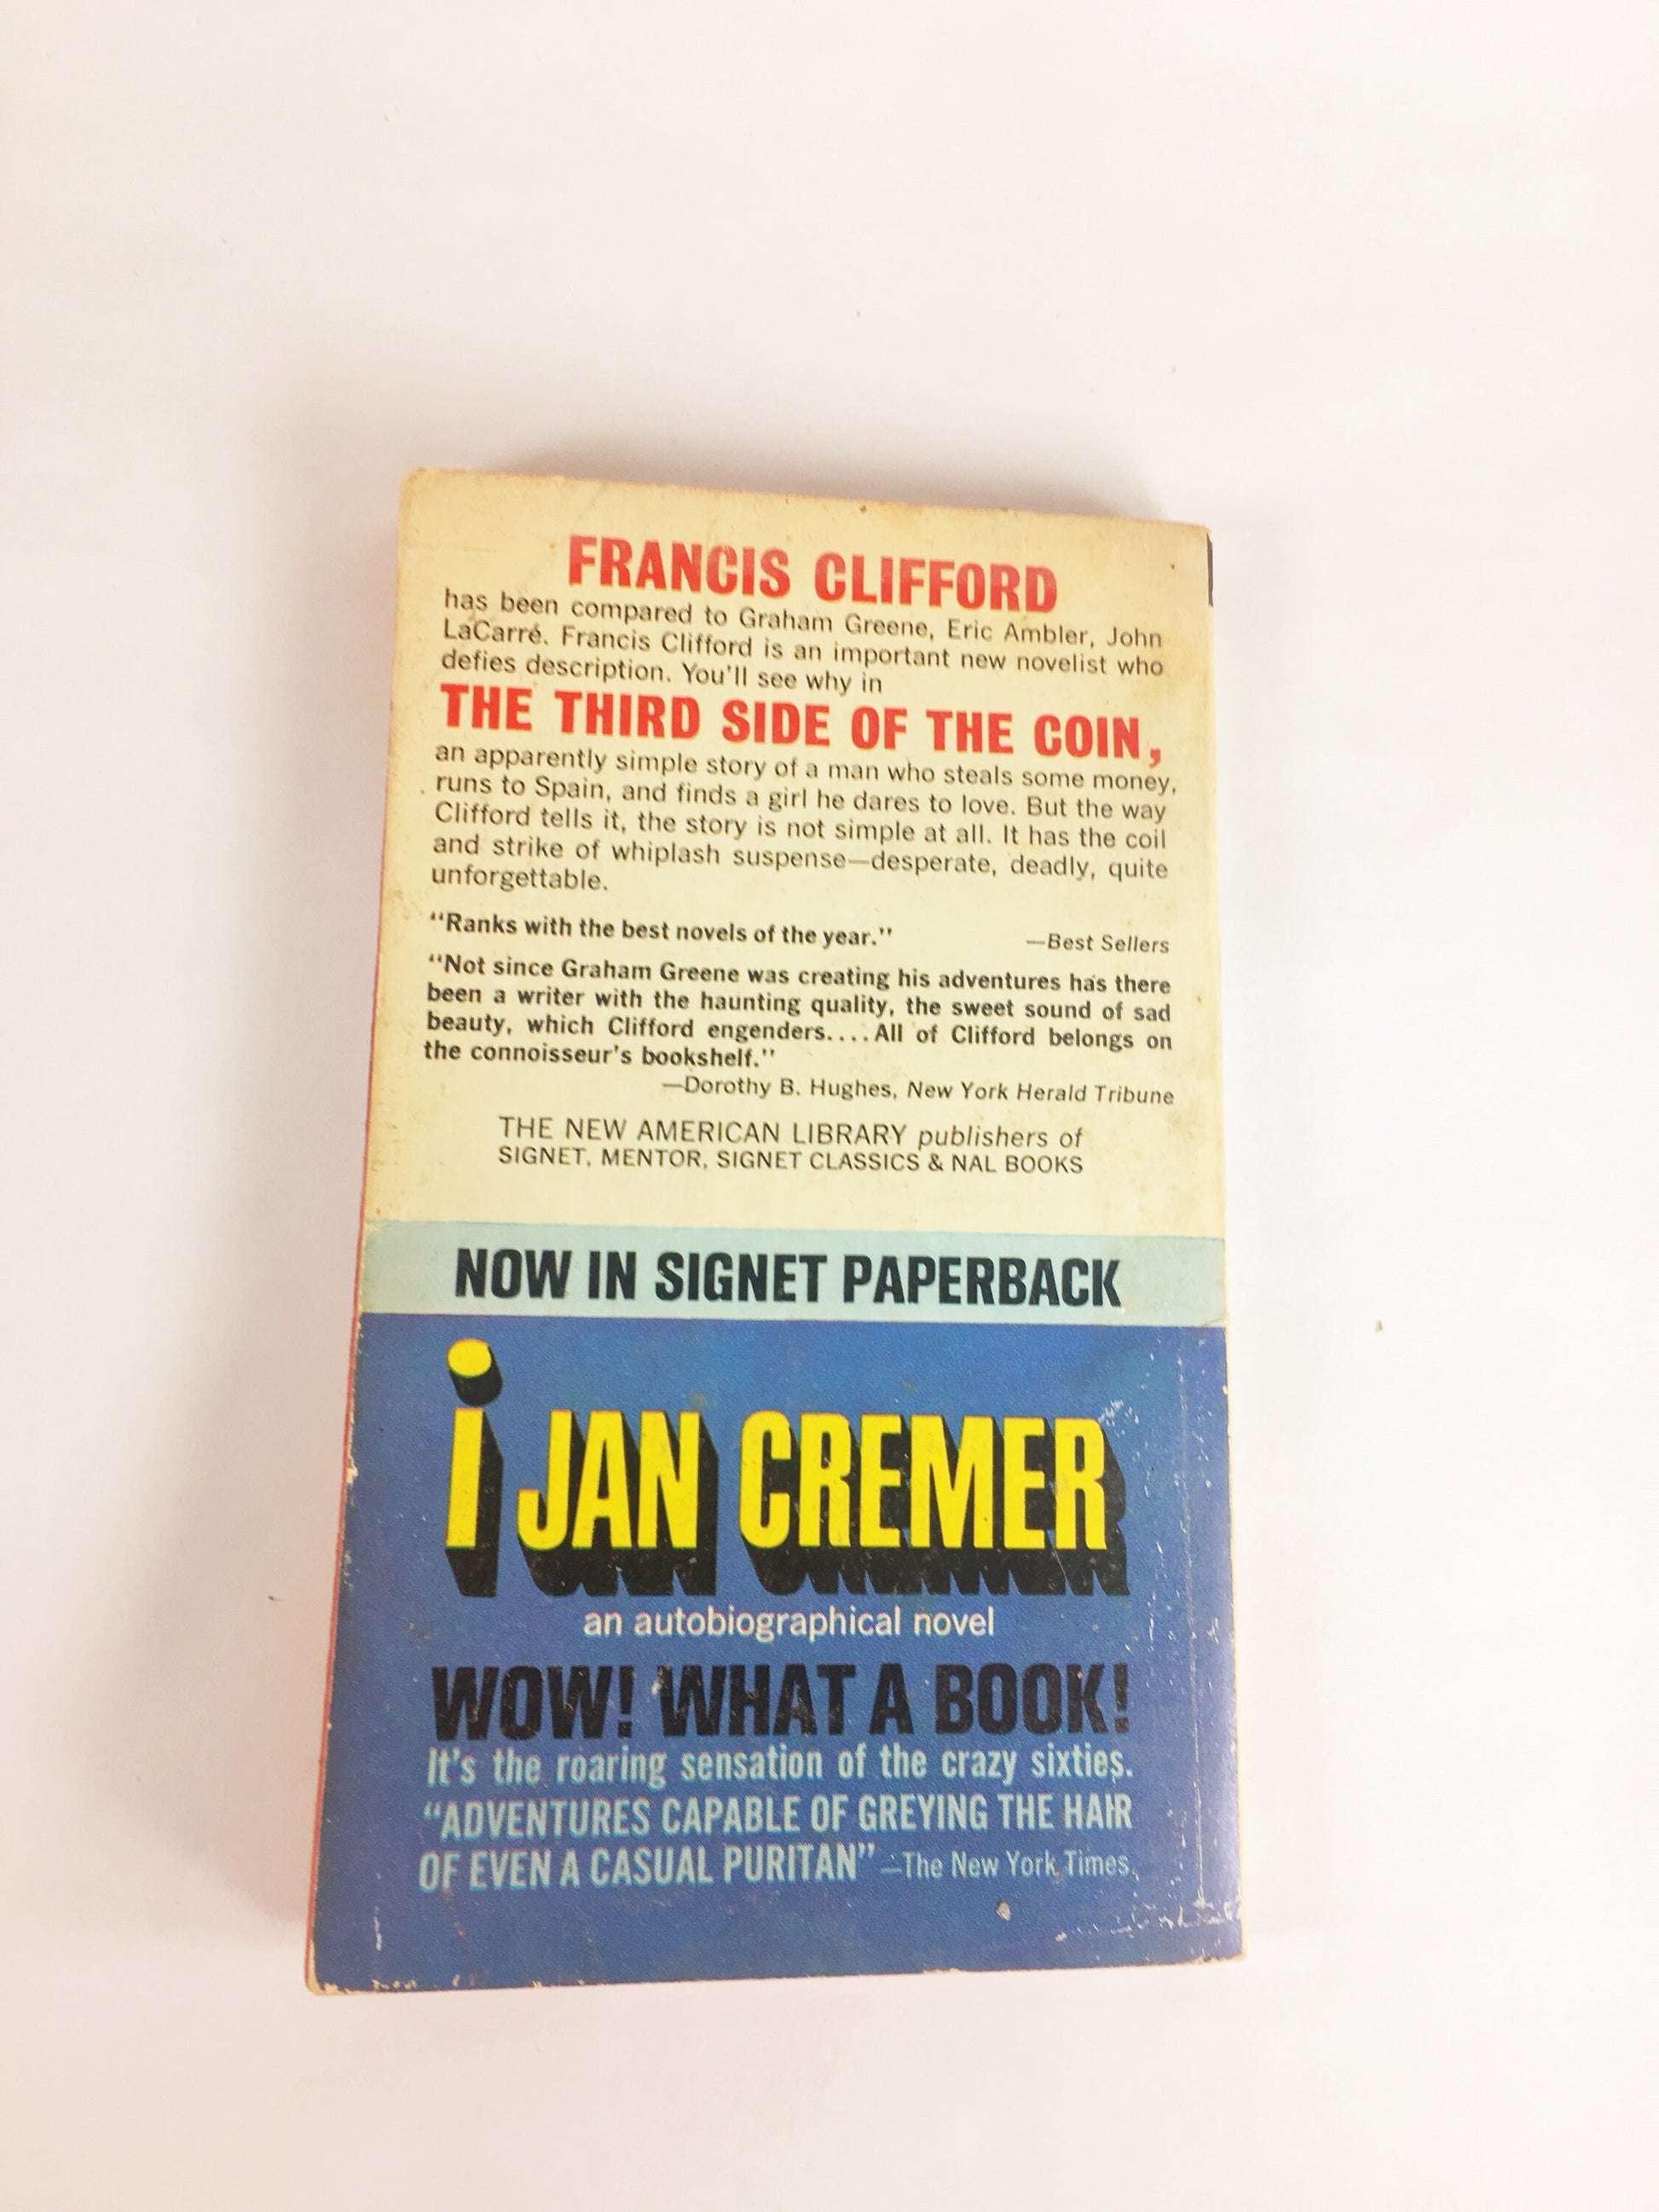 FRANCIS CLIFFORD
has been compared to Graham Greene, Eric Ambler, John
LaCarré. Francis Clifford is an important new novelist who
defies description. You'll see why in
THE THIRD SIDE OF THE COIN,
an apparently simple story of a man who steals some money,
runs to Spain, and finds a girl he dares to love. But the way
Clifford tells it, the story is not simple at all. It has the coil
and strike of whiplash suspense—desperate, deadly, quite
unforgettable.
"Ranks with the best novels of the year." —Best Sellers
"Not since Graham Greene was creating his adventures has there
been a writer with the haunting quality, the sweet sound of sad
beauty, which Clifford engenders....All of Clifford belongs on
the connoisseur's bookshelf."
—Dorothy B. Hughes, New York Herald Tribune
THE NEW AMERICAN LIBRARY publishers of
SIGNET, MENTOR, SIGNET CLASSICS & NAL BOOKS
NOW IN SIGNET PAPERBACK
i JAN CREMER
an autobiographical novel
WOW! WHAT A BOOK!
It's the roaring sensation of the crazy sixties.
"ADVENTURES CAPABLE OF GREYING THE HAIR
OF EVEN A CASUAL PURITAN" —The New York Times.